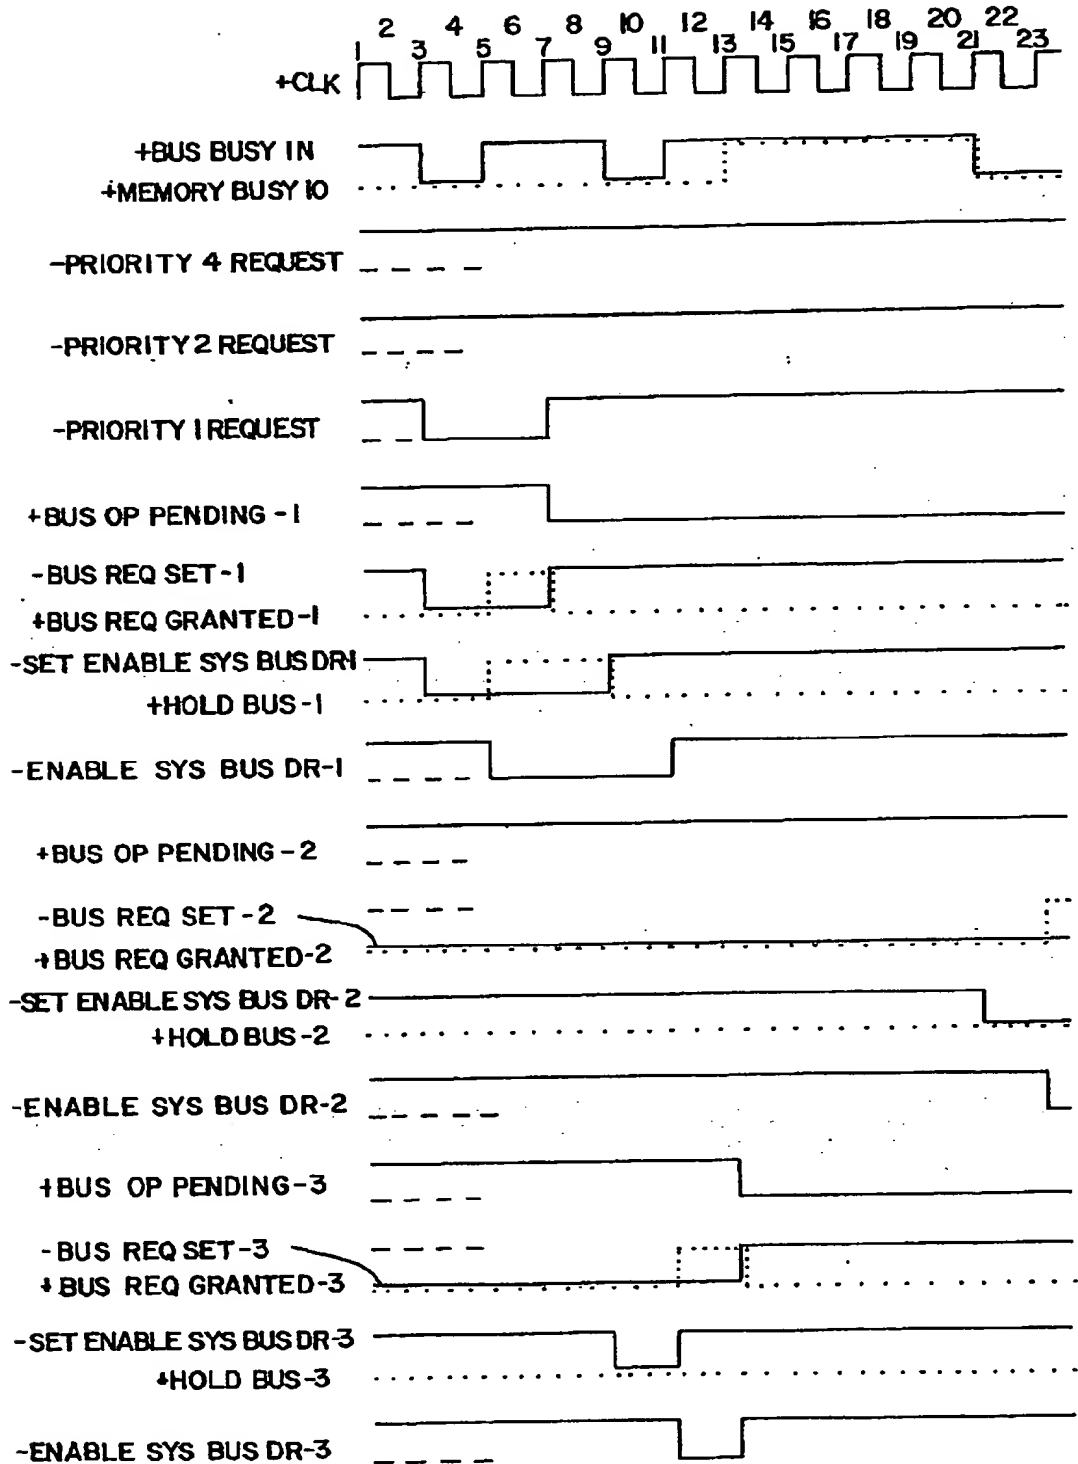 2 4 6 8 10 12 14 16 18 20 22
1 3 5 7 9 11 13 15 17 19 21 23
+CLK
+BUS BUSY IN
+MEMORY BUSY 10
-PRIORITY 4 REQUEST
-PRIORITY 2 REQUEST
-PRIORITY 1 REQUEST
+BUS OP PENDING -1
-BUS REQ SET-1
+BUS REQ GRANTED-1
-SET ENABLE SYS BUS DR-1
+HOLD BUS-1
-ENABLE SYS BUS DR-1
+BUS OP PENDING-2
-BUS REQ SET-2
+BUS REQ GRANTED-2
-SET ENABLE SYS BUS DR-2
+HOLD BUS-2
-ENABLE SYS BUS DR-2
+BUS OP PENDING-3
-BUS REQ SET-3
+BUS REQ GRANTED-3
-SET ENABLE SYS BUS DR-3
+HOLD BUS-3
-ENABLE SYS BUS DR-3